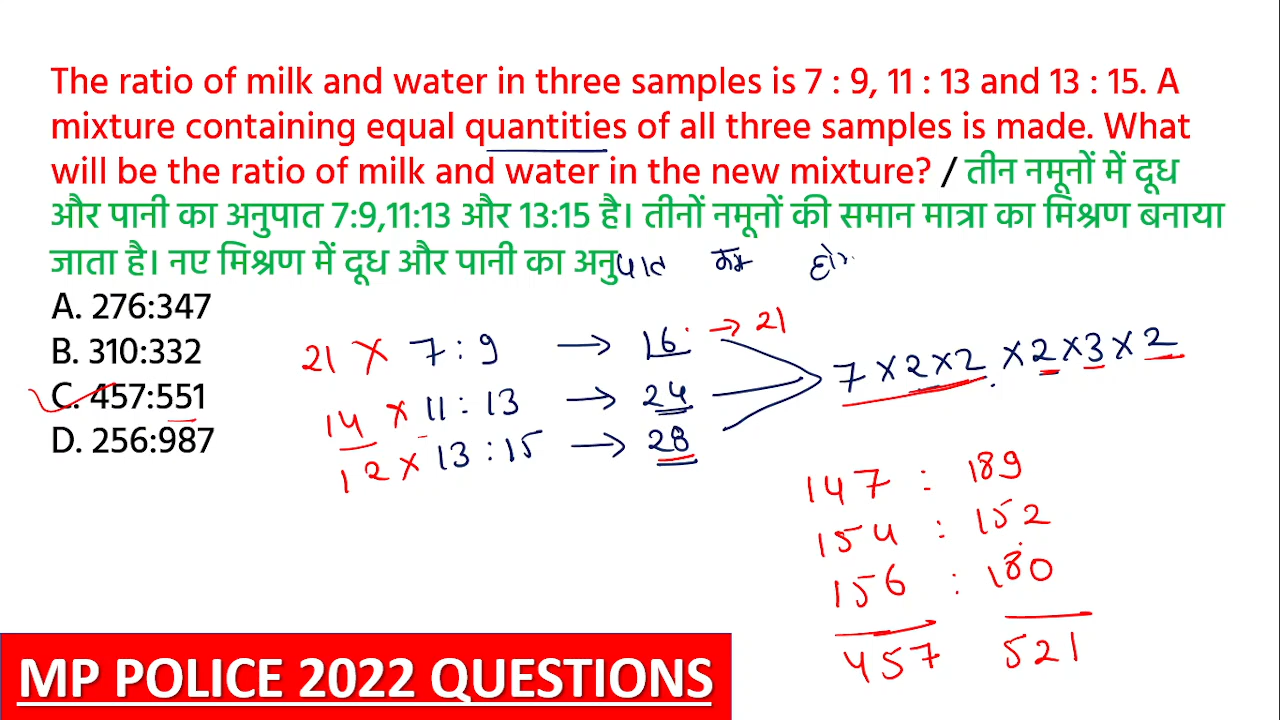 The ratio of milk and water in three samples is 7 : 9, 11 : 13 and 13 : 15. A
mixture containing equal quantities of all three samples is made. What
will be the ratio of milk and water in the new mixture? / तीन नमूनों में दूध
और पानी का अनुपात 7:9,11:13 और 13:15 है। तीनों नमूनों की समान मात्रा का मिश्रण बनाया
जाता है। नए मिश्रण में दूध और पानी का अनुपात
A. 276:347
B. 310:332
C. 457:551
D. 256:987
21 × 7 : 9 → 16 → 21
14 × 11 : 13 → 24
12 × 13 : 15 → 28
7 × 2 × 2 × 2 × 3 × 2
147 : 189
154 : 152
156 : 180
457 521
MP POLICE 2022 QUESTIONS